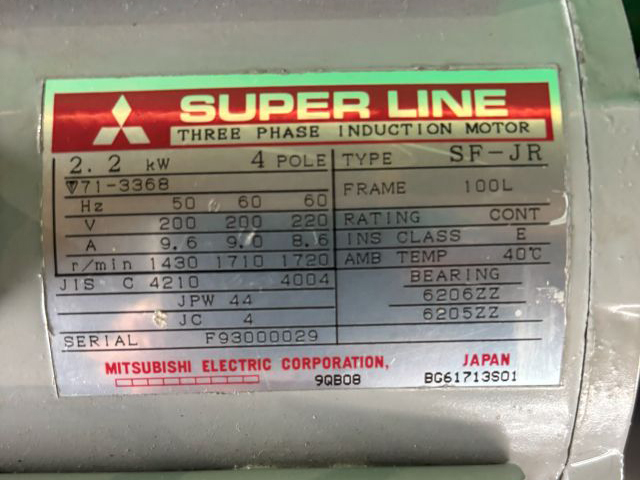 SUPER LINE
THREE PHASE INDUCTION MOTOR
2.2 kW 4 POLE TYPE SF-JR
▽71-3368 FRAME 100L
Hz 50 60 60
V 200 200 220 RATING CONT
A 9.6 9.0 8.6 INS CLASS E
r/min 1430 1710 1720 AMB TEMP 40℃
JIS C 4210 4004 BEARING
JPW 44 6206ZZ
JC 4 6205ZZ
SERIAL F93000029
MITSUBISHI ELECTRIC CORPORATION, JAPAN
9QB08 BG61713S01